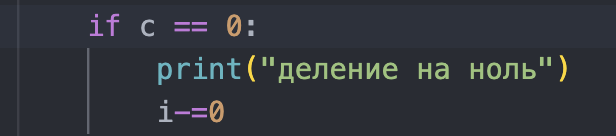 if c == 0:
print("деление на ноль")
i-=0